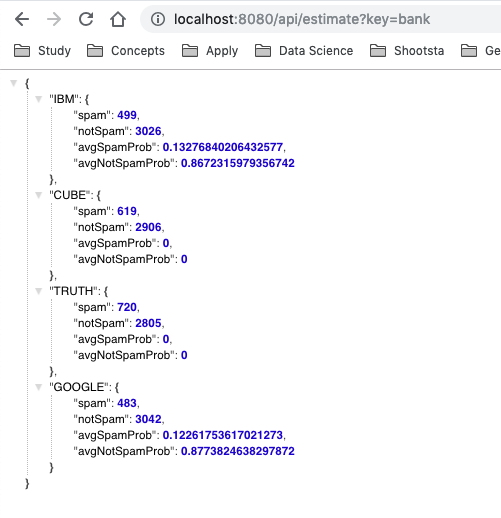 localhost:8080/api/estimate?key=bank
Study Concepts Apply Data Science Shootsta Ge
{
"IBM": {
"spam": 499,
"notSpam": 3026,
"avgSpamProb": 0.13276840206432577,
"avgNotSpamProb": 0.8672315979356742
},
"CUBE": {
"spam": 619,
"notSpam": 2906,
"avgSpamProb": 0,
"avgNotSpamProb": 0
},
"TRUTH": {
"spam": 720,
"notSpam": 2805,
"avgSpamProb": 0,
"avgNotSpamProb": 0
},
"GOOGLE": {
"spam": 483,
"notSpam": 3042,
"avgSpamProb": 0.12261753617021273,
"avgNotSpamProb": 0.8773824638297872
}
}